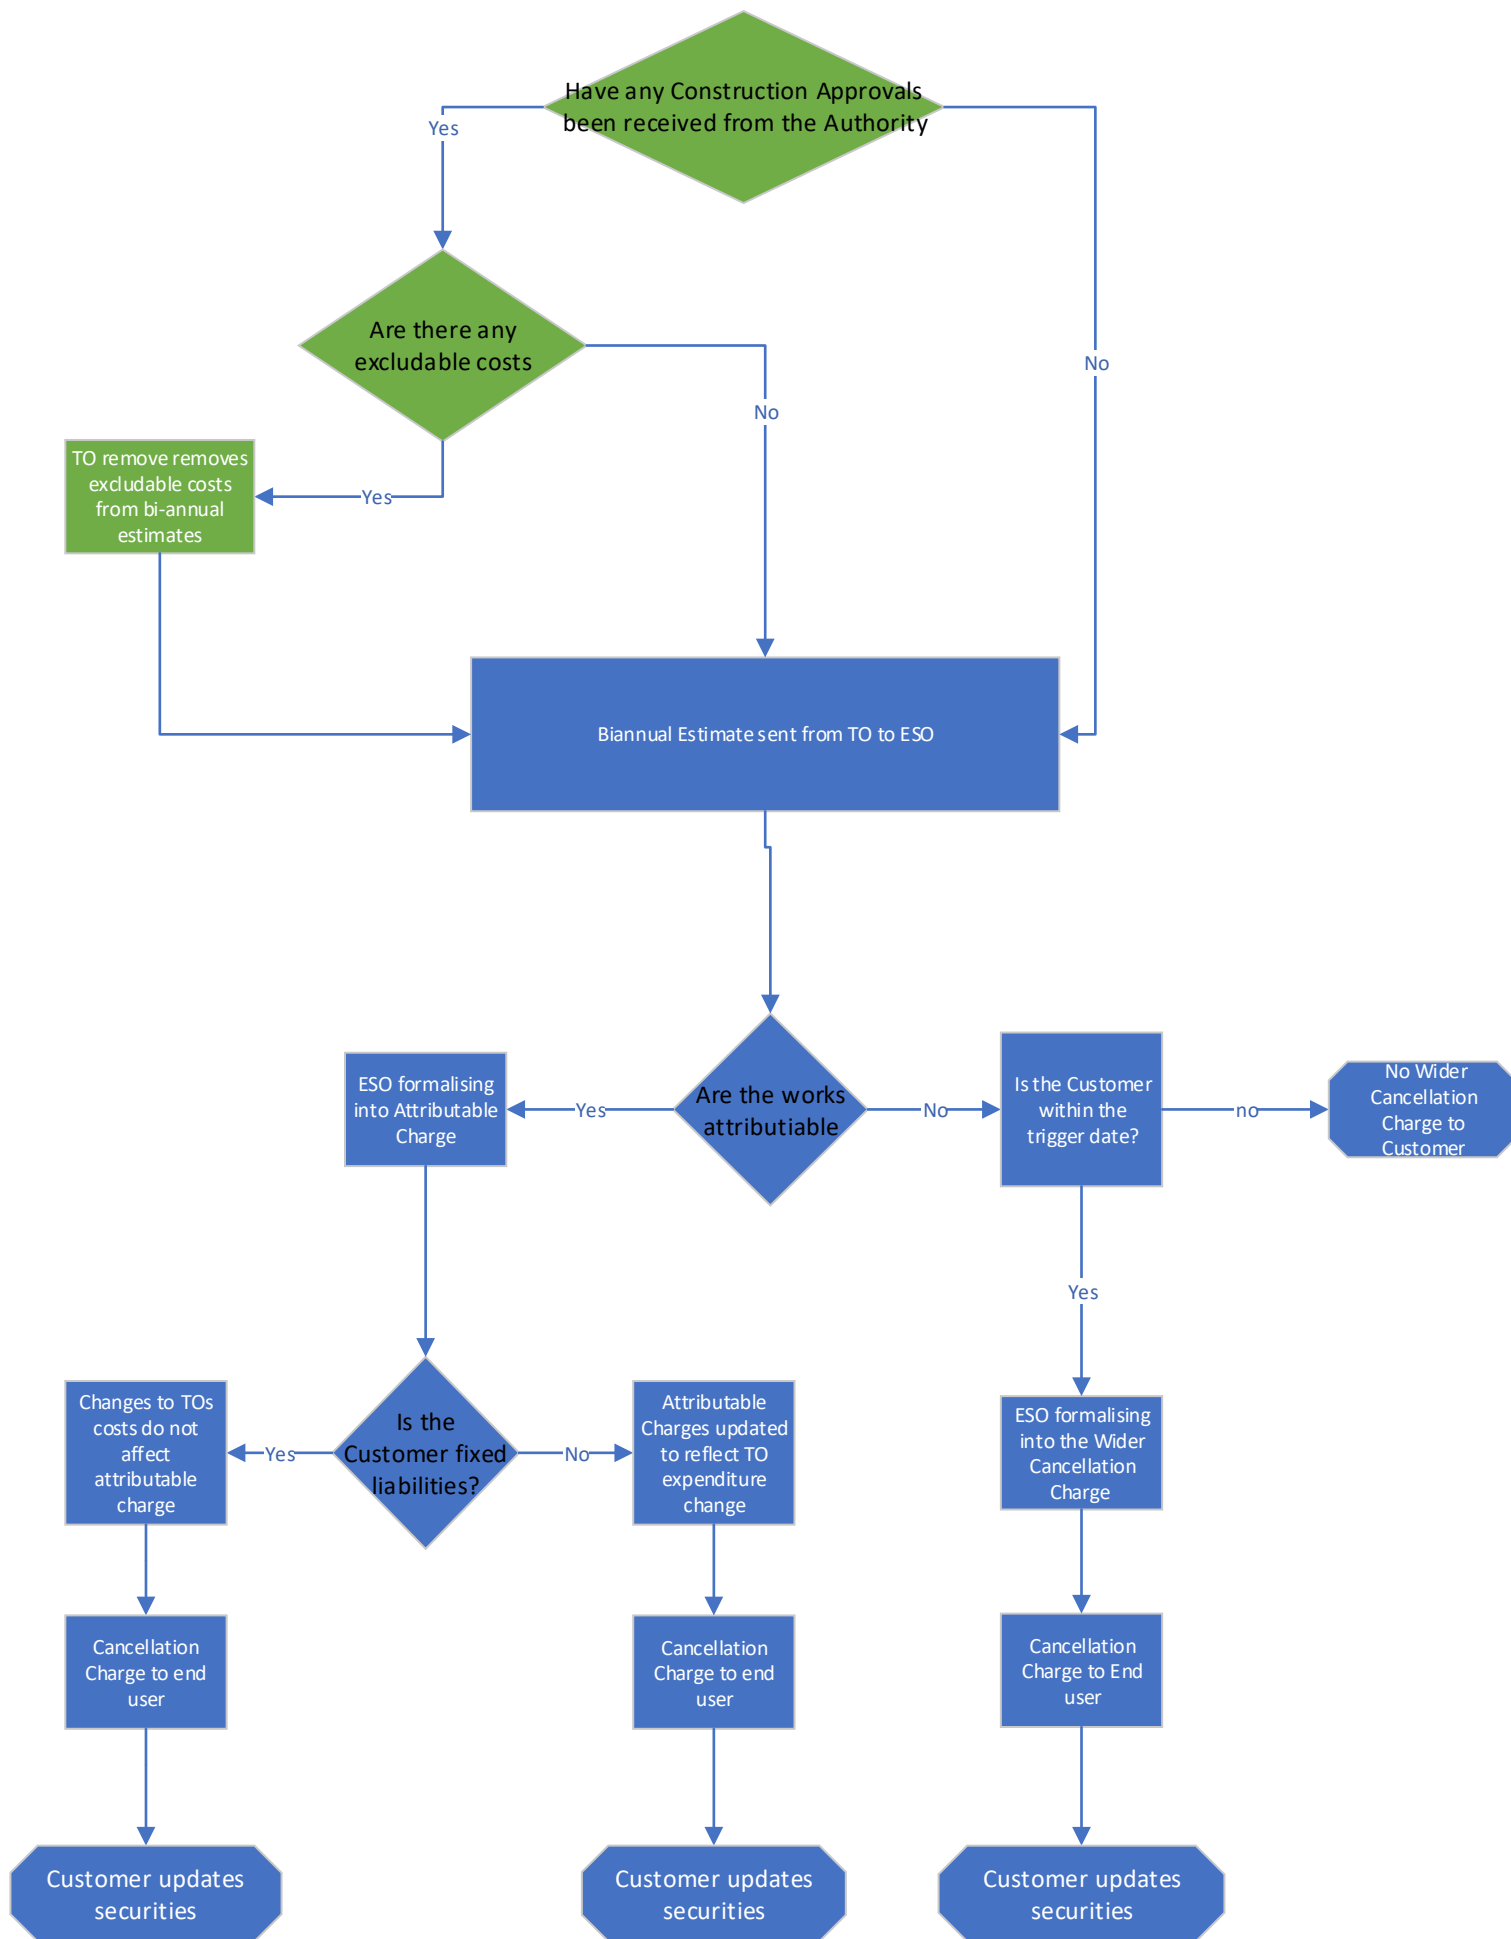 Have any Construction Approvals
been received from the Authority
Yes
Are there any
excludable costs
No
No
TO remove removes
excludable costs
from bi-annual
estimates
Yes
Biannual Estimate sent from TO to ESO
ESO formalising
into Attributable
Charge
Yes
Are the works
attributiable
No
Is the Customer
within the
trigger date?
no
No Wider
Cancellation
Charge to
Customer
Yes
Changes to TOs
costs do not
affect
attributable
charge
Yes
Is the
Customer fixed
liabilities?
No
Attributable
Charges updated
to reflect TO
expenditure
change
ESO formalising
into the Wider
Cancellation
Charge
Cancellation
Charge to end
user
Cancellation
Charge to end
user
Cancellation
Charge to End
user
Customer updates
securities
Customer updates
securities
Customer updates
securities